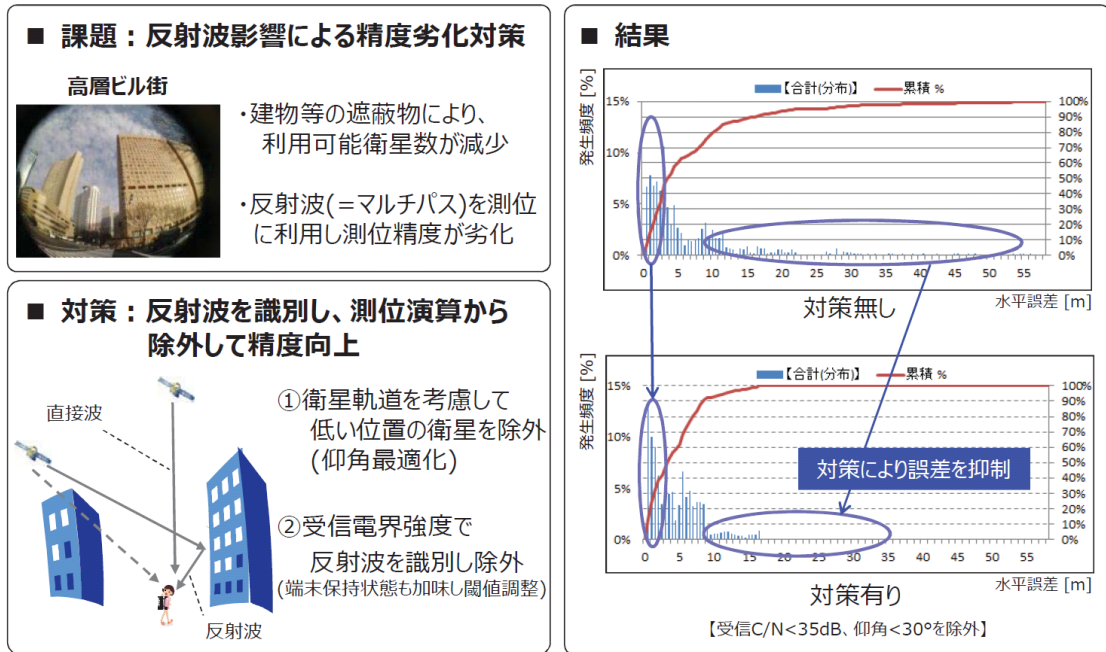 ■ 課題：反射波影響による精度劣化対策
高層ビル街
・建物等の遮蔽物により、
利用可能衛星数が減少
・反射波(＝マルチパス)を測位
に利用し測位精度が劣化
■ 対策：反射波を識別し、測位演算から
除外して精度向上
直接波
反射波
①衛星軌道を考慮して
低い位置の衛星を除外
(仰角最適化)
②受信電界強度で
反射波を識別し除外
(端末保持状態も加味し閾値調整)
■ 結果
発生頻度 [%]
【合計(分布)】 累積 %
15%
10%
5%
0%
100%
90%
80%
70%
60%
50%
40%
30%
20%
10%
0%
0 5 10 15 20 25 30 35 40 45 50 55
水平誤差 [m]
対策無し
発生頻度 [%]
【合計(分布)】 累積 %
15%
10%
5%
0%
100%
90%
80%
70%
60%
50%
40%
30%
20%
10%
0%
対策により誤差を抑制
0 5 10 15 20 25 30 35 40 45 50 55
水平誤差 [m]
対策有り
【受信C/N<35dB、仰角<30°を除外】